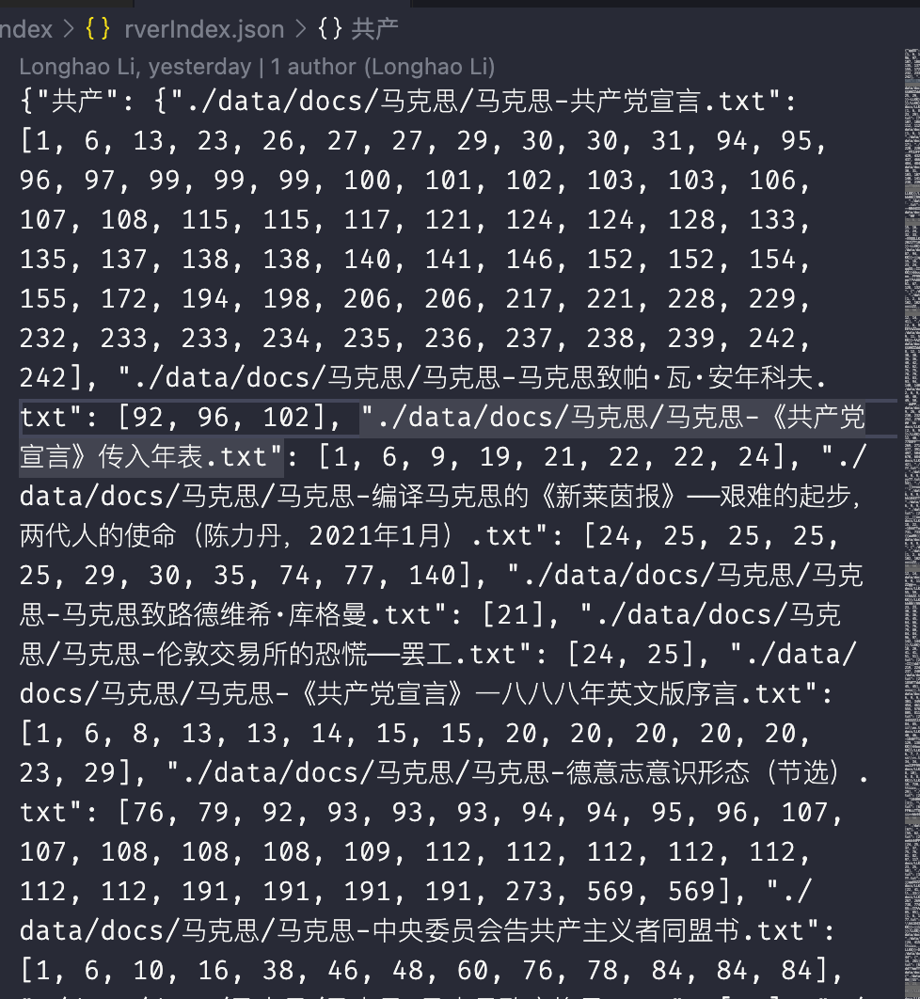 ndex > {} rverIndex.json > {} 共产
Longhao Li, yesterday | 1 author (Longhao Li)
{"共产": {"./data/docs/马克思/马克思-共产党宣言.txt":
[1, 6, 13, 23, 26, 27, 27, 29, 30, 30, 31, 94, 95,
96, 97, 99, 99, 99, 100, 101, 102, 103, 103, 106,
107, 108, 115, 115, 117, 121, 124, 124, 128, 133,
135, 137, 138, 138, 140, 141, 146, 152, 152, 154,
155, 172, 194, 198, 206, 206, 217, 221, 228, 229,
232, 233, 233, 234, 235, 236, 237, 238, 239, 242,
242], "./data/docs/马克思/马克思-马克思致帕·瓦·安年科夫.
txt": [92, 96, 102], "./data/docs/马克思/马克思-《共产党
宣言》传入年表.txt": [1, 6, 9, 19, 21, 22, 22, 24], "./
data/docs/马克思/马克思-编译马克思的《新莱茵报》——艰难的起步,
两代人的使命（陈力丹, 2021年1月）.txt": [24, 25, 25, 25,
25, 29, 30, 35, 74, 77, 140], "./data/docs/马克思/马克
思-马克思致路德维希·库格曼.txt": [21], "./data/docs/马克
思/马克思-伦敦交易所的恐慌——罢工.txt": [24, 25], "./data/
docs/马克思/马克思-《共产党宣言》一八八八年英文版序言.txt":
[1, 6, 8, 13, 13, 14, 15, 15, 20, 20, 20, 20, 20,
23, 29], "./data/docs/马克思/马克思-德意志意识形态（节选）.
txt": [76, 79, 92, 93, 93, 93, 94, 94, 95, 96, 107,
107, 108, 108, 108, 109, 112, 112, 112, 112, 112,
112, 112, 191, 191, 191, 191, 273, 569, 569], "./
data/docs/马克思/马克思-中央委员会告共产主义者同盟书.txt":
[1, 6, 10, 16, 38, 46, 48, 60, 76, 78, 84, 84, 84]